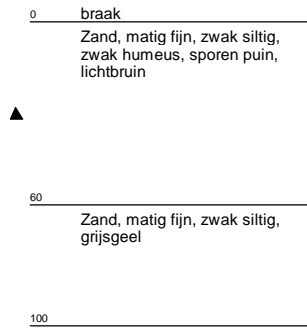 0 braak
Zand, matig fijn, zwak siltig,
zwak humeus, sporen puin,
lichtbruin
60
Zand, matig fijn, zwak siltig,
grijsgeel
100